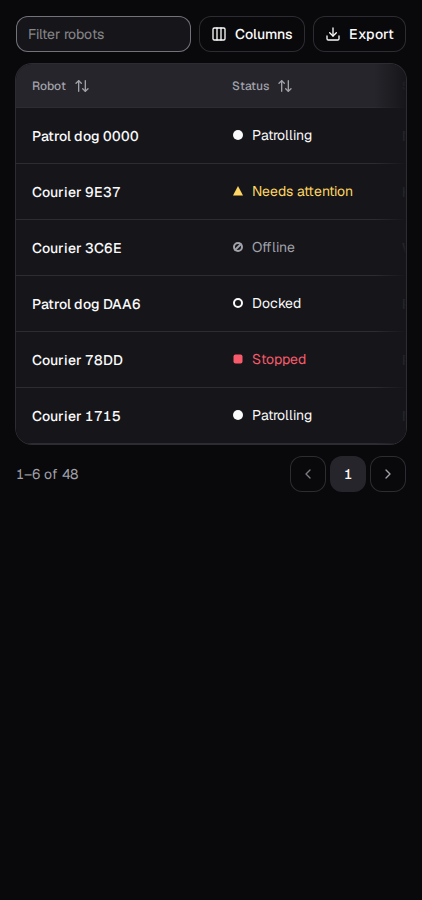 Filter robots
Columns
Export
Robot
Status
Patrol dog 0000
Patrolling
Courier 9E37
Needs attention
Courier 3C6E
Offline
Patrol dog DAA6
Docked
Courier 78DD
Stopped
Courier 1715
Patrolling
1–6 of 48
1